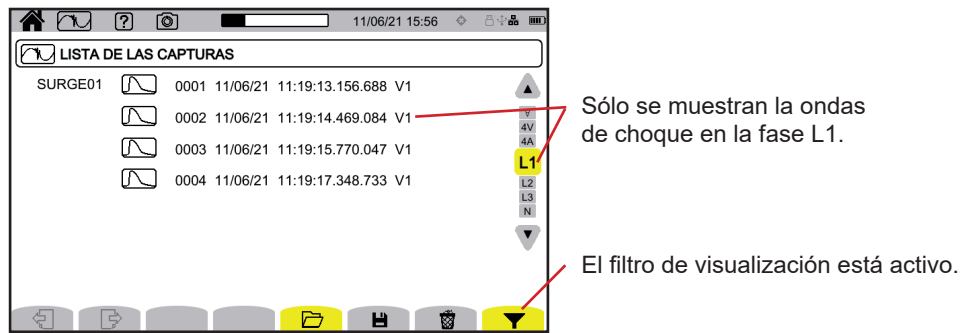 11/06/21 15:56
LISTA DE LAS CAPTURAS
SURGE01 0001 11/06/21 11:19:13.156.688 V1
0002 11/06/21 11:19:14.469.084 V1
0003 11/06/21 11:19:15.770.047 V1
0004 11/06/21 11:19:17.348.733 V1
∀
4V
4A
L1
L2
L3
N
Sólo se muestran la ondas
de choque en la fase L1.
El filtro de visualización está activo.